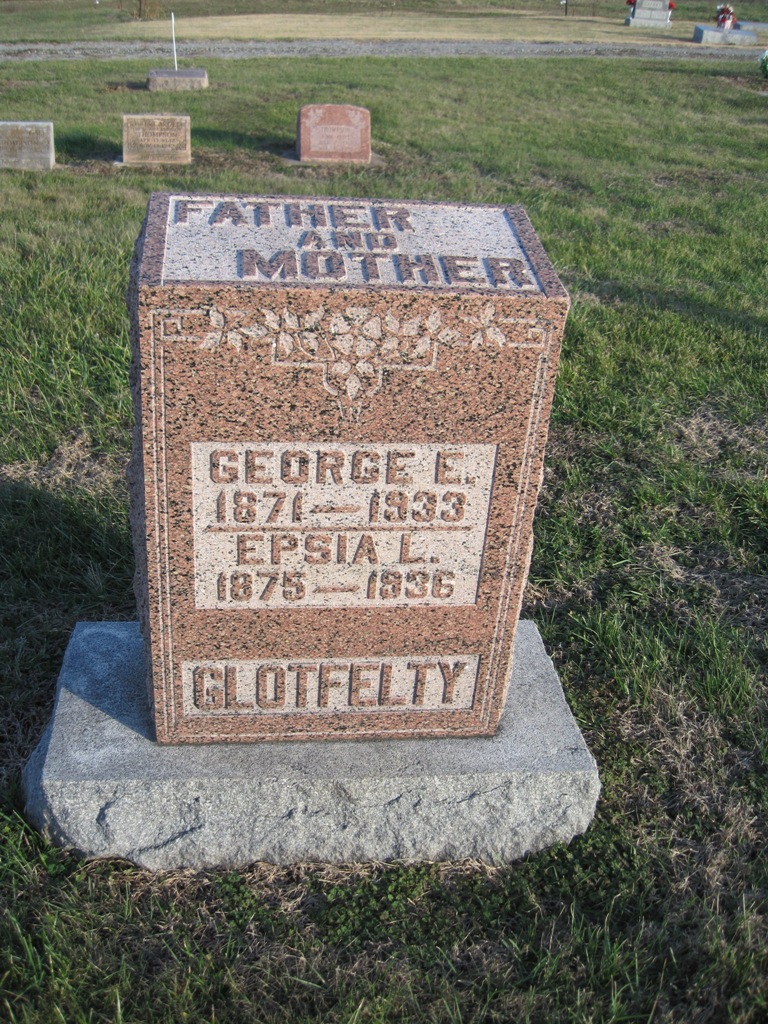 FATHER
AND
MOTHER
GEORGE E.
1871—1933
EPSIA L.
1875—1936
GLOTFELTY